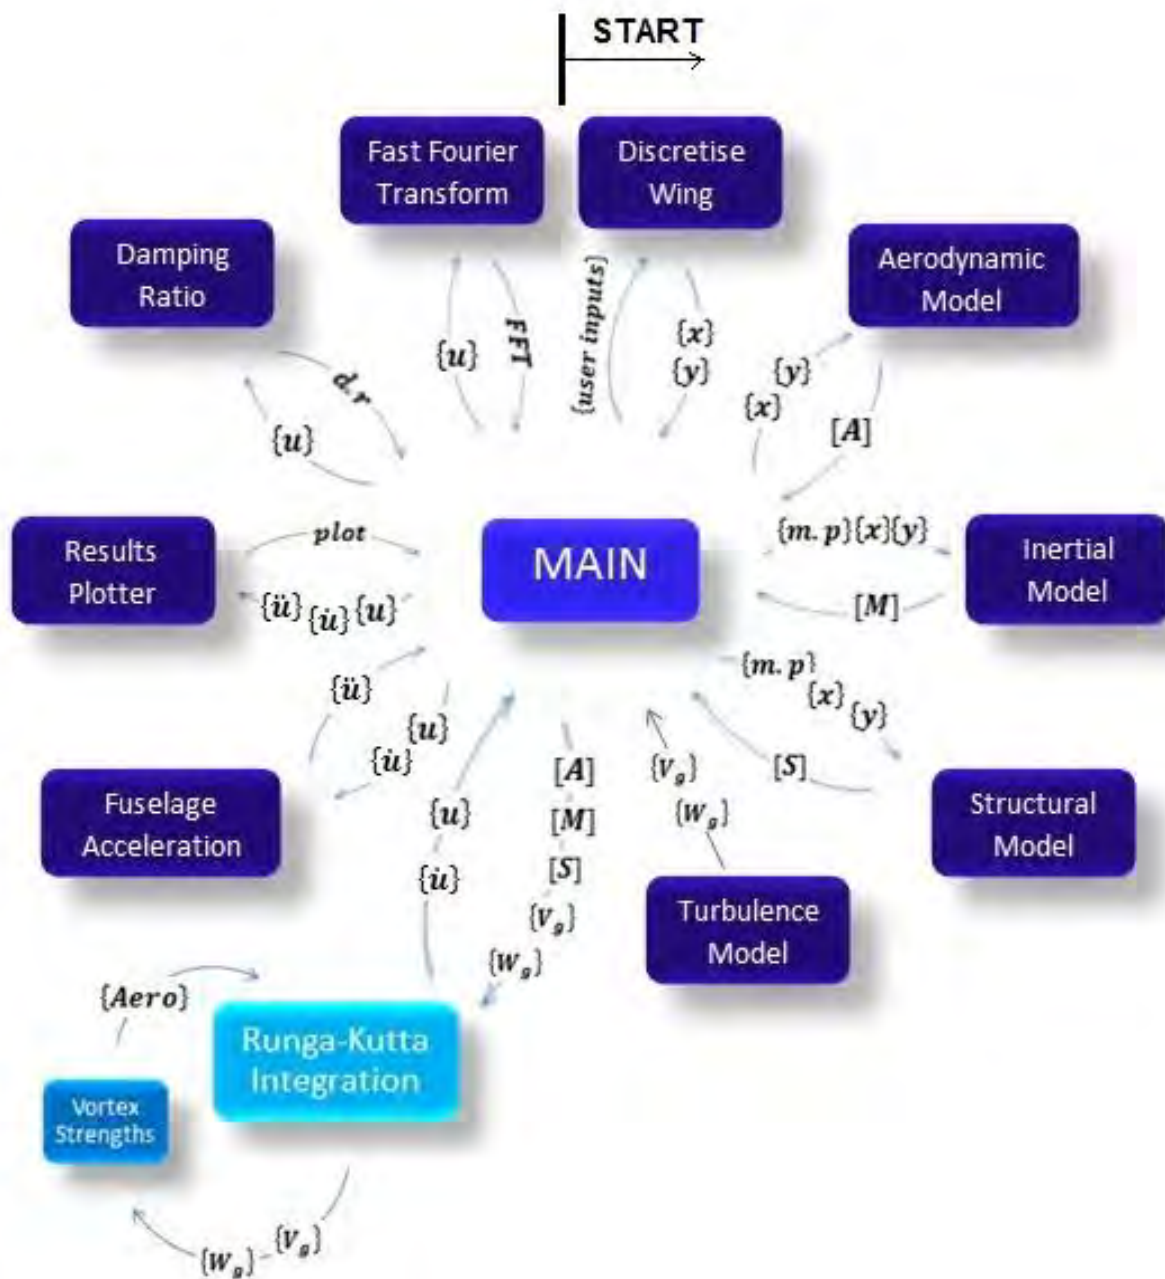 START
Fast Fourier
Transform
Discretise
Wing
Damping
Ratio
Aerodynamic
Model
{u}
FFT
{user inputs}
{x}
{y}
{x}
{y}
[A]
d.r
{u}
Results
Plotter
plot
{ü} {u̇} {u}
MAIN
{m.p}{x}{y}
[M]
Inertial
Model
{ü}
{u}
{u̇}
{m.p}
{x}
{y}
[S]
Fuselage
Acceleration
{u}
{u̇}
[A]
[M]
[S]
{V_g}
{W_g}
{V_g}
{W_g}
Structural
Model
Turbulence
Model
{Aero}
Runga-Kutta
Integration
Vortex
Strengths
{W_g} {V_g}